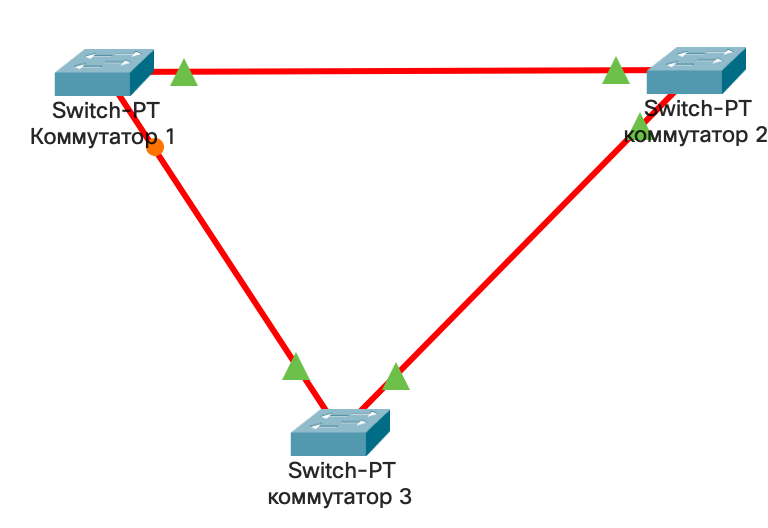 Switch-PT
Коммутатор 1
Switch-PT
коммутатор 2
Switch-PT
коммутатор 3